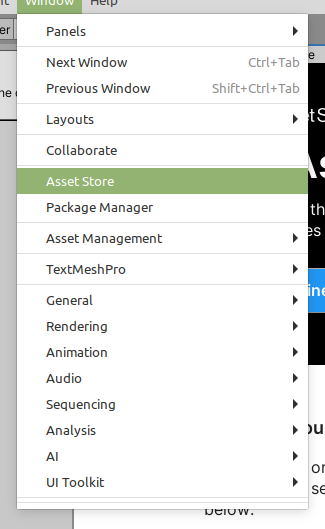 Window Help
Panels
Next Window Ctrl+Tab
Previous Window Shift+Ctrl+Tab
Layouts
Collaborate
Asset Store
Package Manager
Asset Management
TextMeshPro
General
Rendering
Animation
Audio
Sequencing
Analysis
AI
UI Toolkit
below.